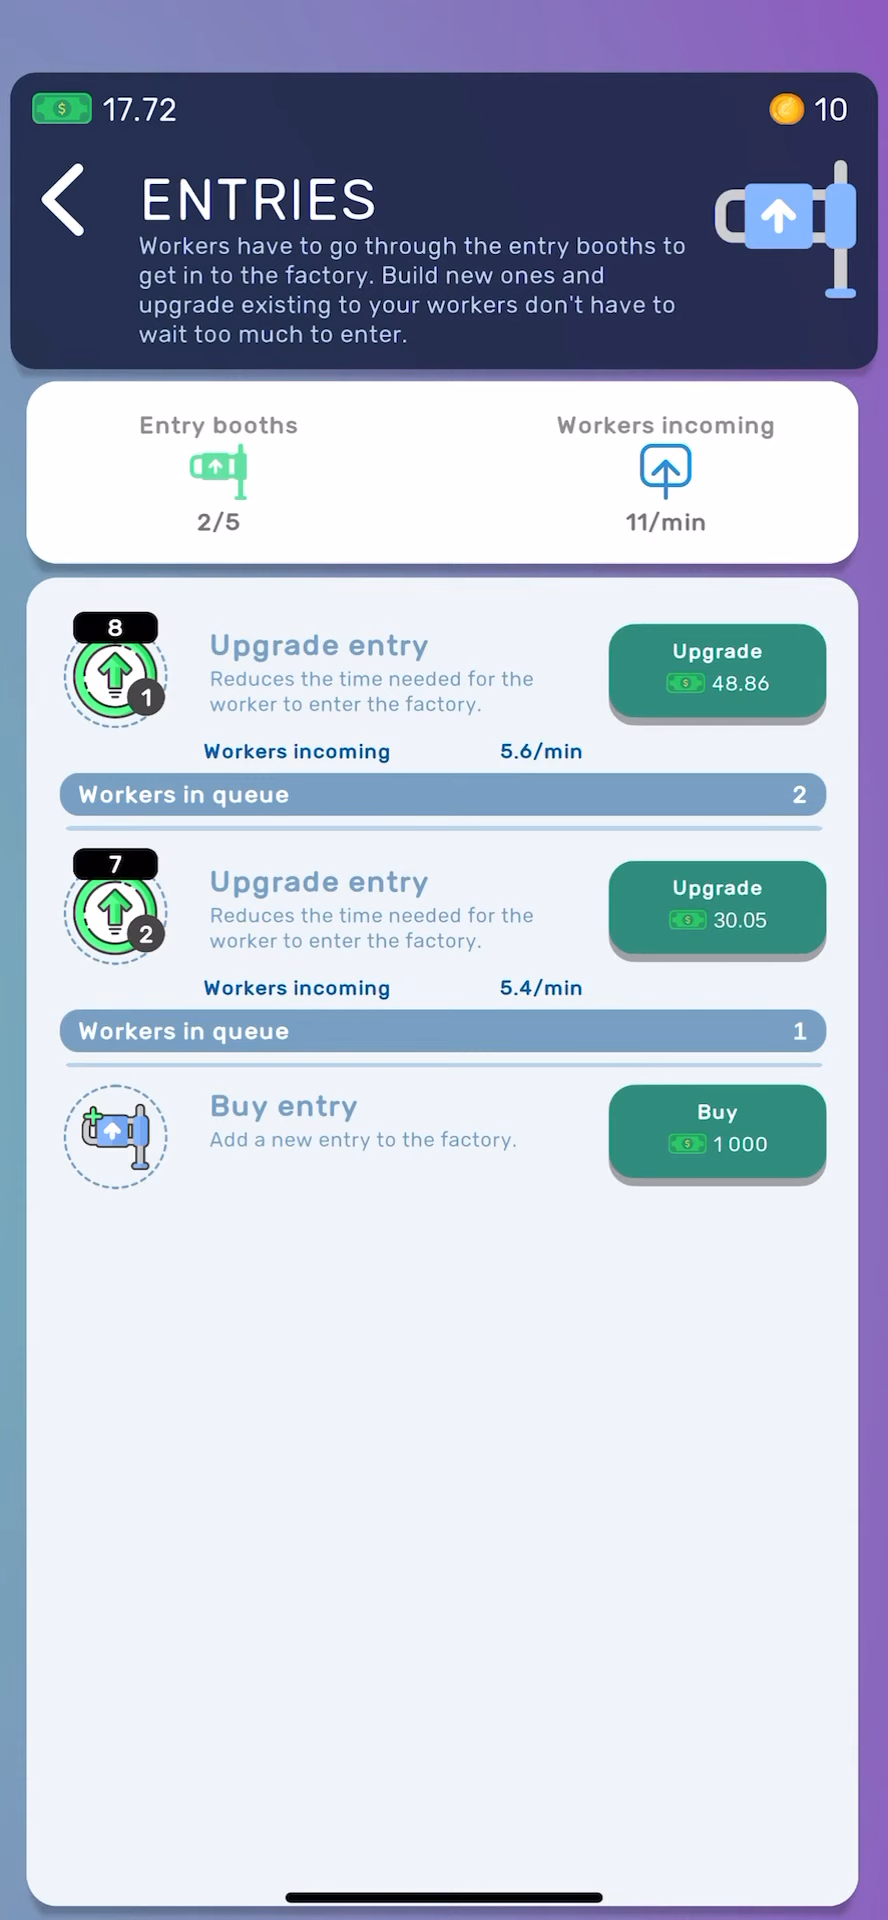 17.72
10
ENTRIES
Workers have to go through the entry booths to
get in to the factory. Build new ones and
upgrade existing to your workers don't have to
wait too much to enter.
Entry booths
Workers incoming
2/5
11/min
8
1
Upgrade entry
Reduces the time needed for the
worker to enter the factory.
Upgrade
48.86
Workers incoming 5.6/min
Workers in queue 2
7
2
Upgrade entry
Reduces the time needed for the
worker to enter the factory.
Upgrade
30.05
Workers incoming 5.4/min
Workers in queue 1
Buy entry
Add a new entry to the factory.
Buy
1 000